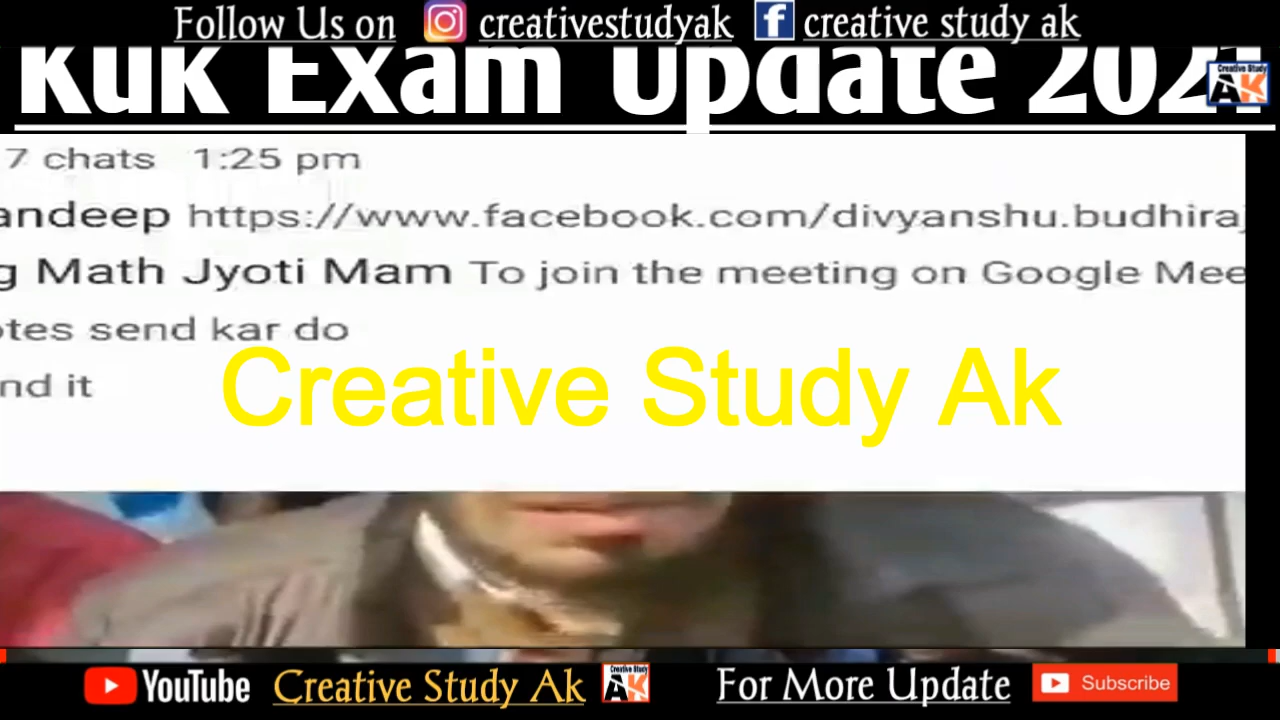 Follow Us on creativestudyak creative study ak
Kuk Exam Update 2021
Creative Study
AK
7 chats 1:25 pm
andeep https://www.facebook.com/divyanshu.budhiraj
g Math Jyoti Mam To join the meeting on Google Mee
otes send kar do
nd it
Creative Study Ak
YouTube Creative Study Ak Creative Study AK For More Update Subscribe